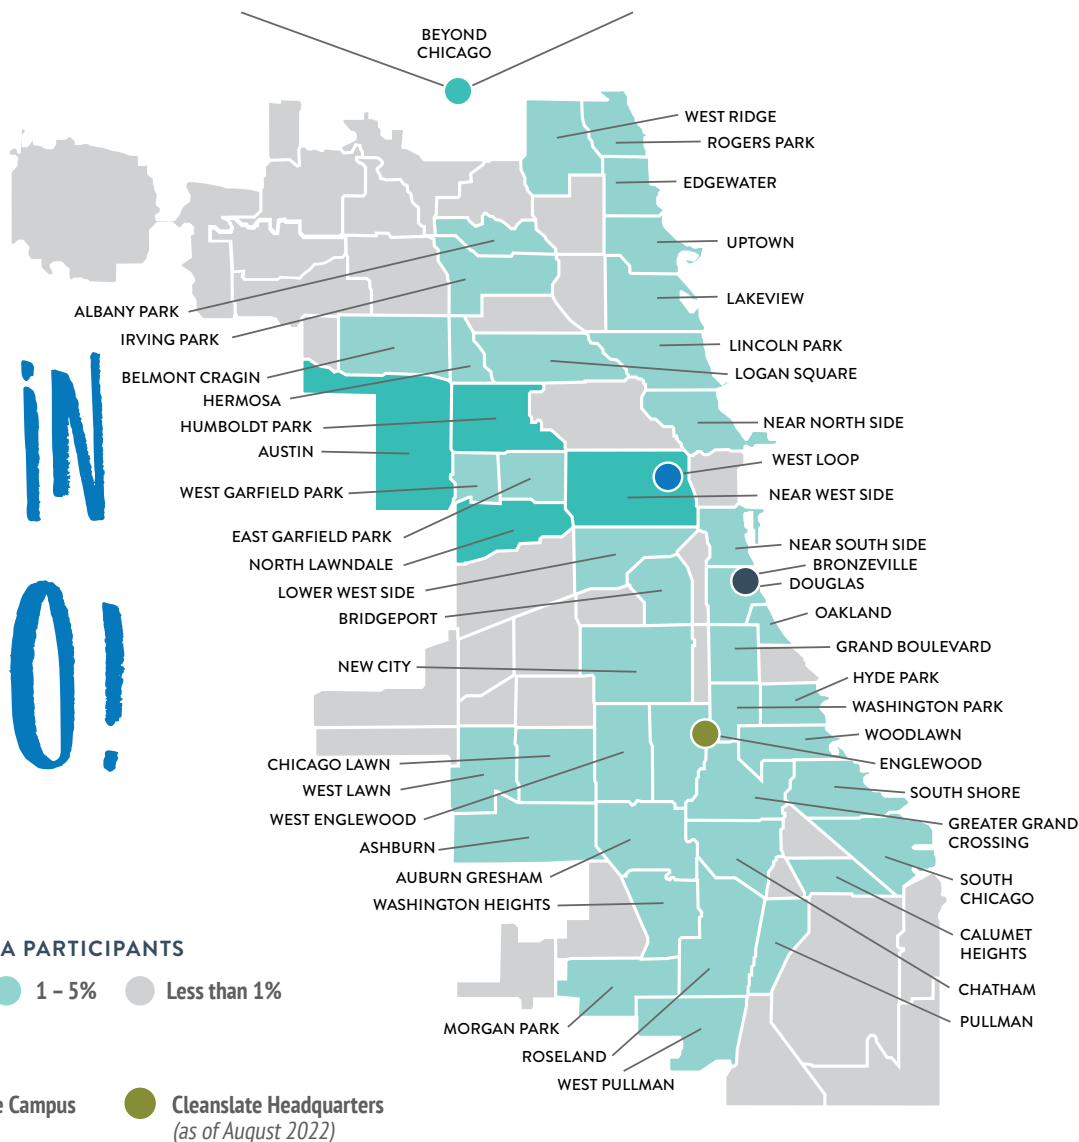 BEYOND
CHICAGO
WEST RIDGE
ROGERS PARK
EDGEWATER
UPTOWN
LAKEVIEW
LINCOLN PARK
LOGAN SQUARE
NEAR NORTH SIDE
WEST LOOP
NEAR WEST SIDE
NEAR SOUTH SIDE
BRONZEVILLE
DOUGLAS
OAKLAND
GRAND BOULEVARD
HYDE PARK
WASHINGTON PARK
WOODLAWN
ENGLEWOOD
SOUTH SHORE
GREATER GRAND
CROSSING
SOUTH
CHICAGO
CALUMET
HEIGHTS
CHATHAM
PULLMAN
ALBANY PARK
IRVING PARK
BELMONT CRAGIN
HERMOSA
HUMBOLDT PARK
AUSTIN
WEST GARFIELD PARK
EAST GARFIELD PARK
NORTH LAWNDALE
LOWER WEST SIDE
BRIDGEPORT
NEW CITY
CHICAGO LAWN
WEST LAWN
WEST ENGLEWOOD
ASHBURN
AUBURN GRESHAM
WASHINGTON HEIGHTS
MORGAN PARK
ROSELAND
WEST PULLMAN
iN
O!
A PARTICIPANTS
1 – 5% Less than 1%
e Campus Cleanslate Headquarters
(as of August 2022)